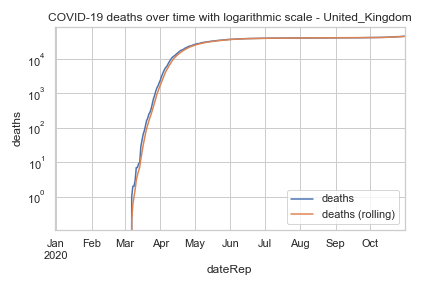 COVID-19 deaths over time with logarithmic scale - United_Kingdom
deaths
10⁴
10³
10²
10¹
10⁰
deaths
deaths (rolling)
Jan Feb Mar Apr May Jun Jul Aug Sep Oct
2020
dateRep